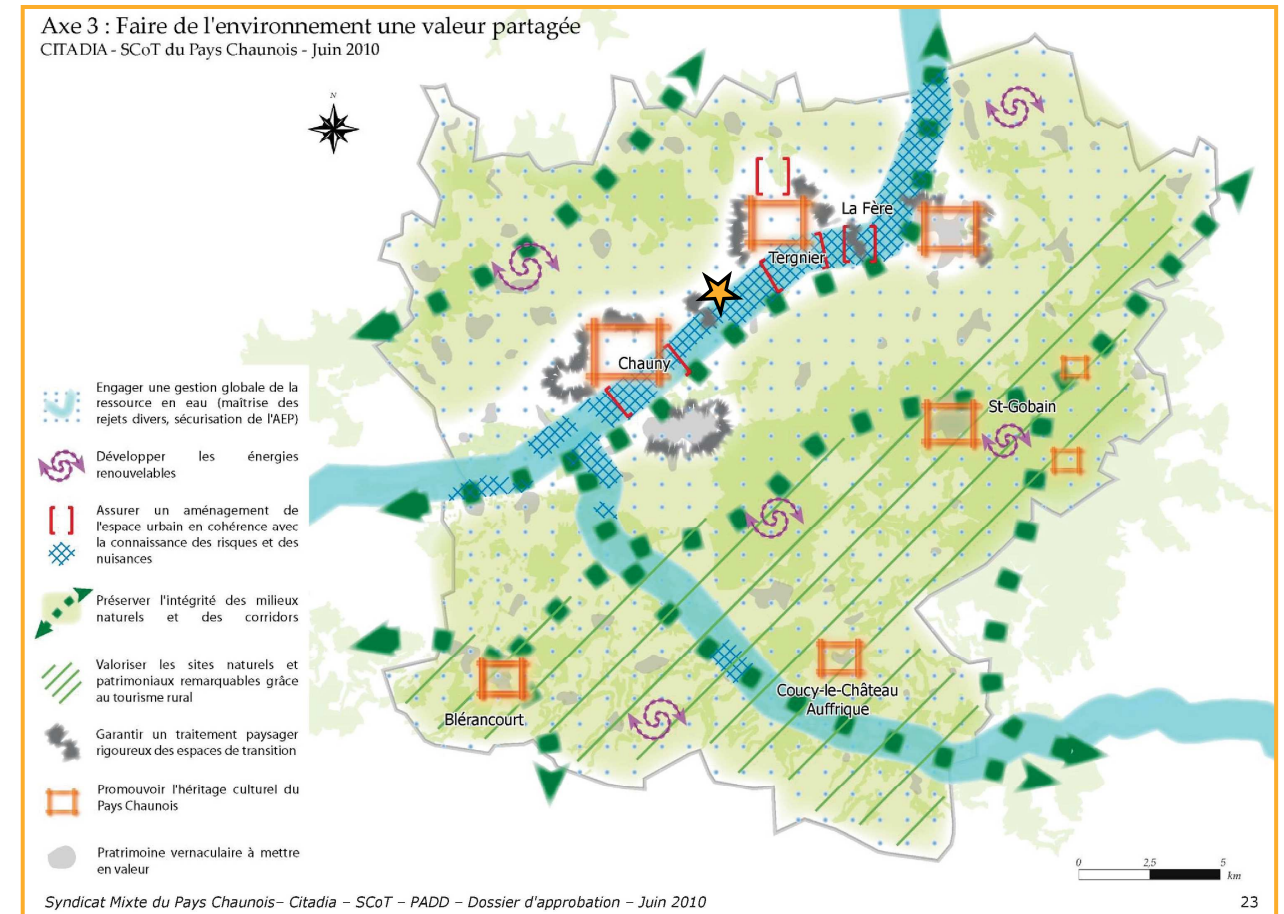 Axe 3 : Faire de l'environnement une valeur partagée
CITADIA - SCoT du Pays Chaunois - Juin 2010
N
La Fère
Tergnier
Chauny
St-Gobain
Coucy-le-Château
Auffrique
Blérancourt
Engager une gestion globale de la
ressource en eau (maîtrise des
rejets divers, sécurisation de l'AEP)
Développer les énergies
renouvelables
Assurer un aménagement de
l'espace urbain en cohérence avec
la connaissance des risques et des
nuisances
Préserver l'intégrité des milieux
naturels et des corridors
Valoriser les sites naturels et
patrimoniaux remarquables grâce
au tourisme rural
Garantir un traitement paysager
rigoureux des espaces de transition
Promouvoir l'héritage culturel du
Pays Chaunois
Pratrimoine vernaculaire à mettre
en valeur
0 2,5 5
km
Syndicat Mixte du Pays Chaunois– Citadia – SCoT – PADD – Dossier d'approbation – Juin 2010
23